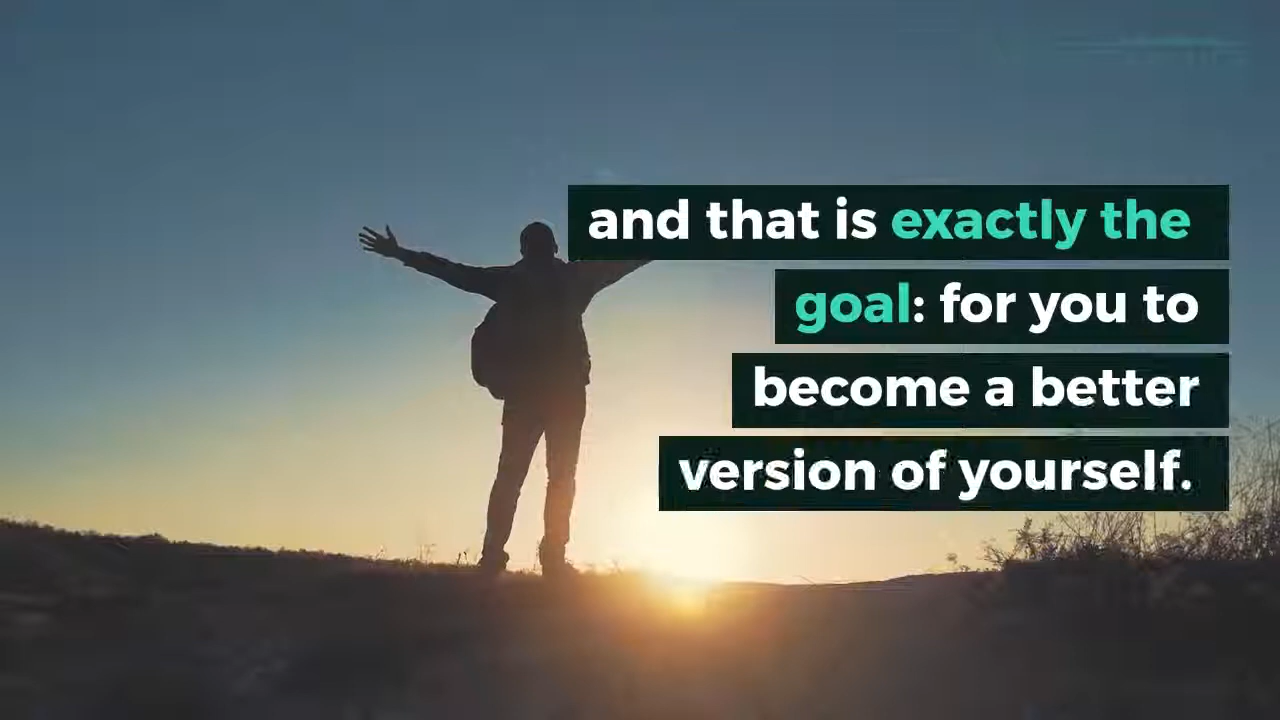 and that is exactly the
goal: for you to
become a better
version of yourself.